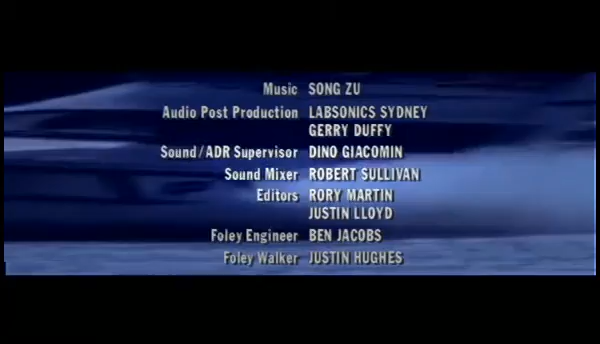 Music SONG ZU
Audio Post Production LABSONICS SYDNEY
GERRY DUFFY
Sound/ADR Supervisor DINO GIACOMIN
Sound Mixer ROBERT SULLIVAN
Editors RORY MARTIN
JUSTIN LLOYD
Foley Engineer BEN JACOBS
Foley Walker JUSTIN HUGHES